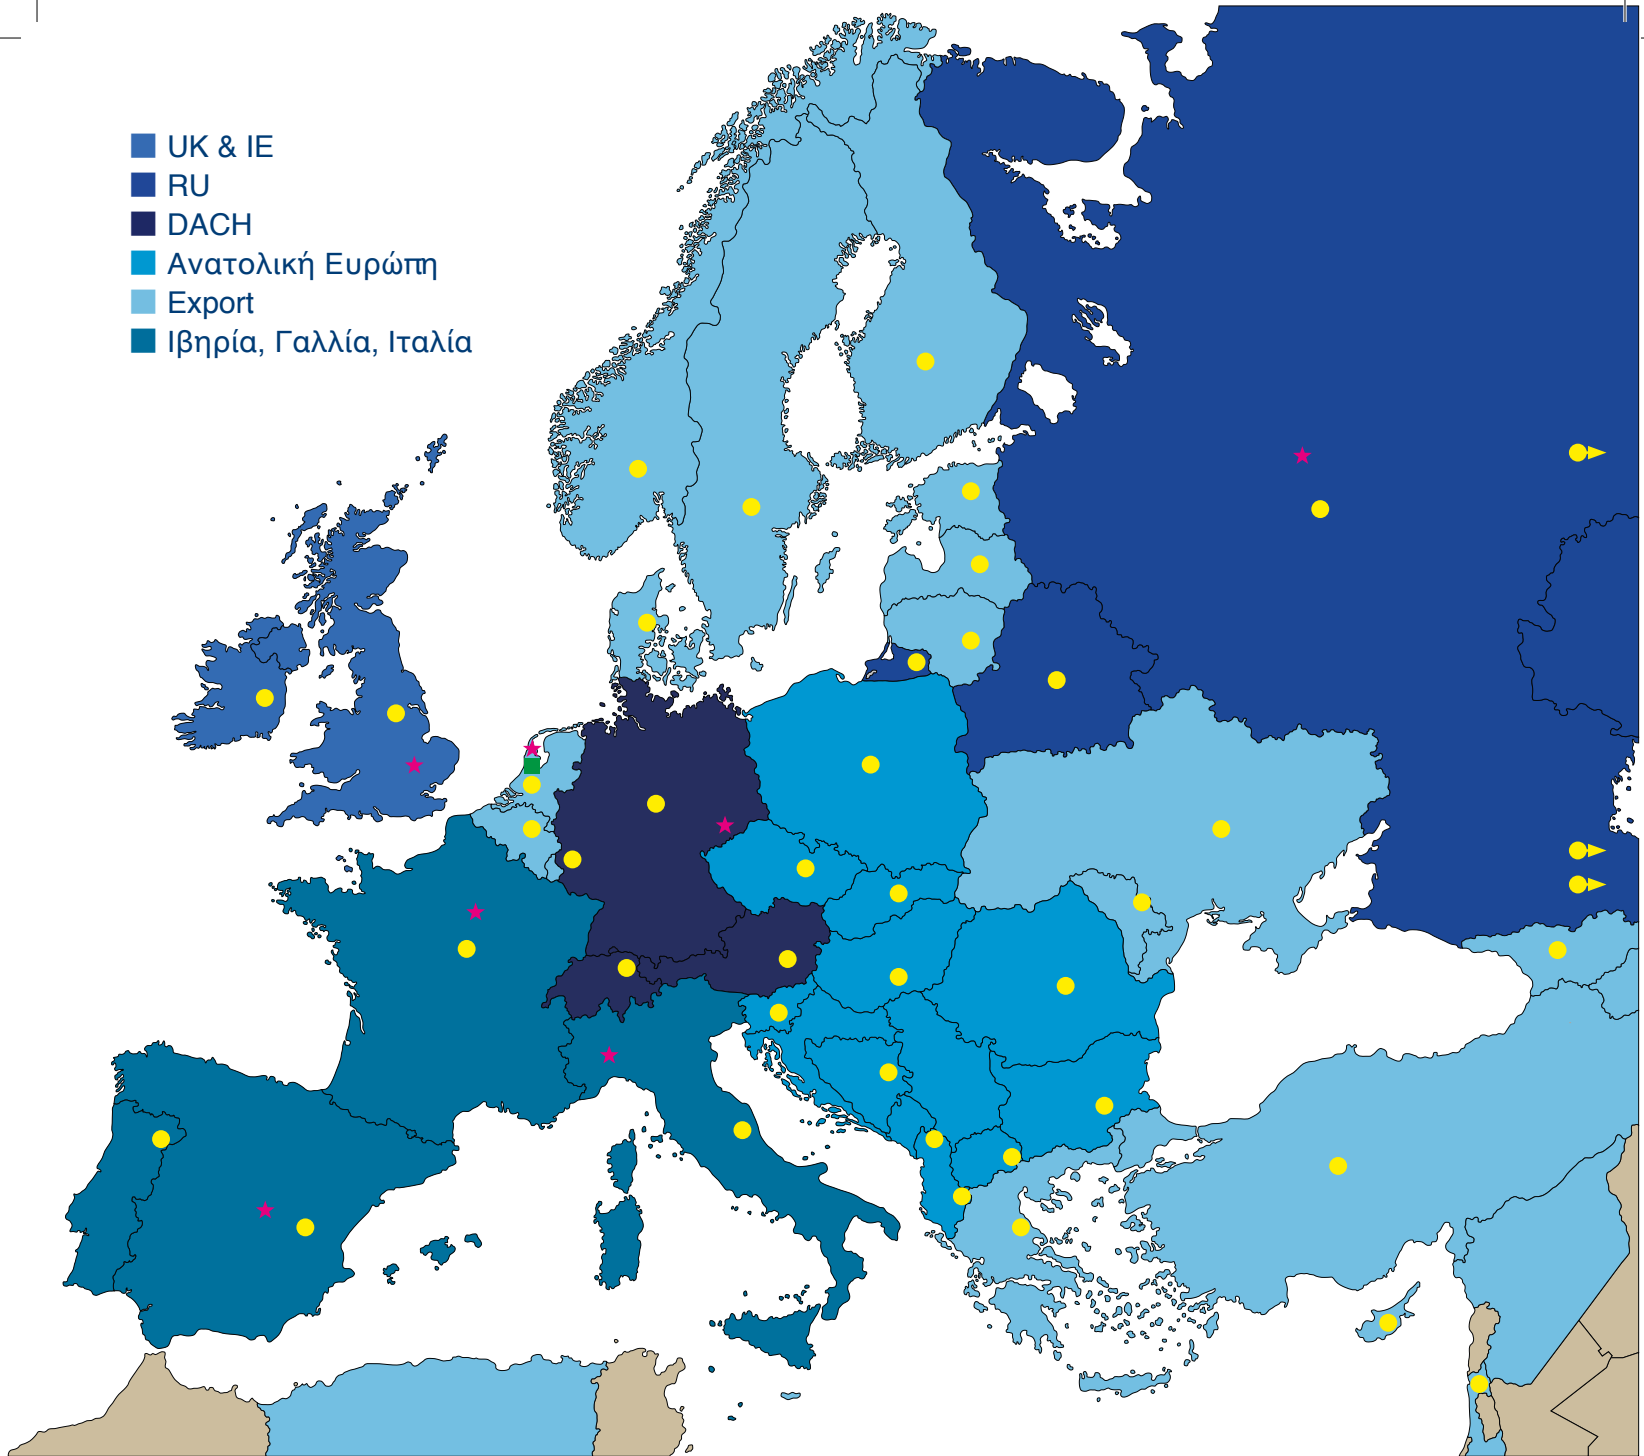 UK & IE
RU
DACH
Ανατολική Ευρώπη
Export
Ιβηρία, Γαλλία, Ιταλία